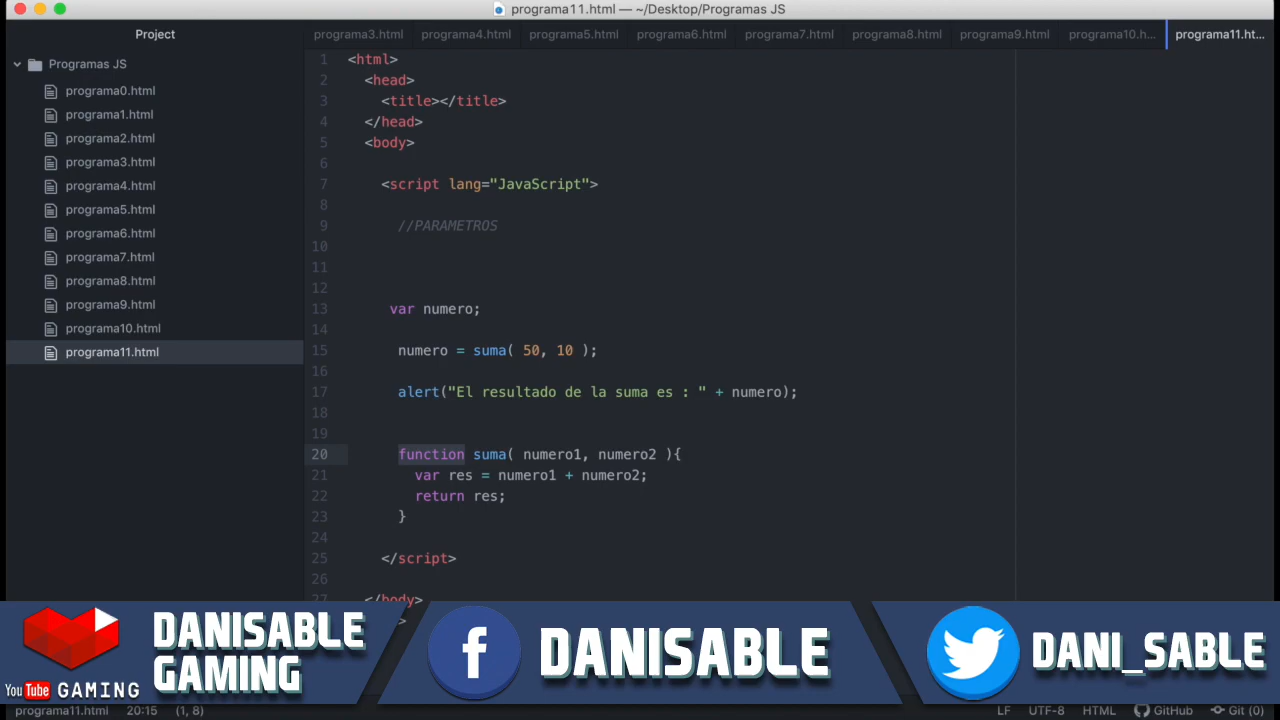 programa11.html — ~/Desktop/Programas JS
Project
programa3.html
programa4.html
programa5.html
programa6.html
programa7.html
programa8.html
programa9.html
programa10.h...
programa11.ht...
Programas JS
programa0.html
programa1.html
programa2.html
programa3.html
programa4.html
programa5.html
programa6.html
programa7.html
programa8.html
programa9.html
programa10.html
programa11.html
1 <html>
2 <head>
3 <title></title>
4 </head>
5 <body>
6
7 <script lang="JavaScript">
8
9 //PARAMETROS
10
11
12
13 var numero;
14
15 numero = suma( 50, 10 );
16
17 alert("El resultado de la suma es : " + numero);
18
19
20 function suma( numero1, numero2 ){
21 var res = numero1 + numero2;
22 return res;
23 }
24
25 </script>
26
27 </body>
>
DANISABLE
GAMING
YouTube GAMING
f DANISABLE
DANI_SABLE
programa11.html 20:15 (1, 8)
LF UTF-8 HTML GitHub Git (0)